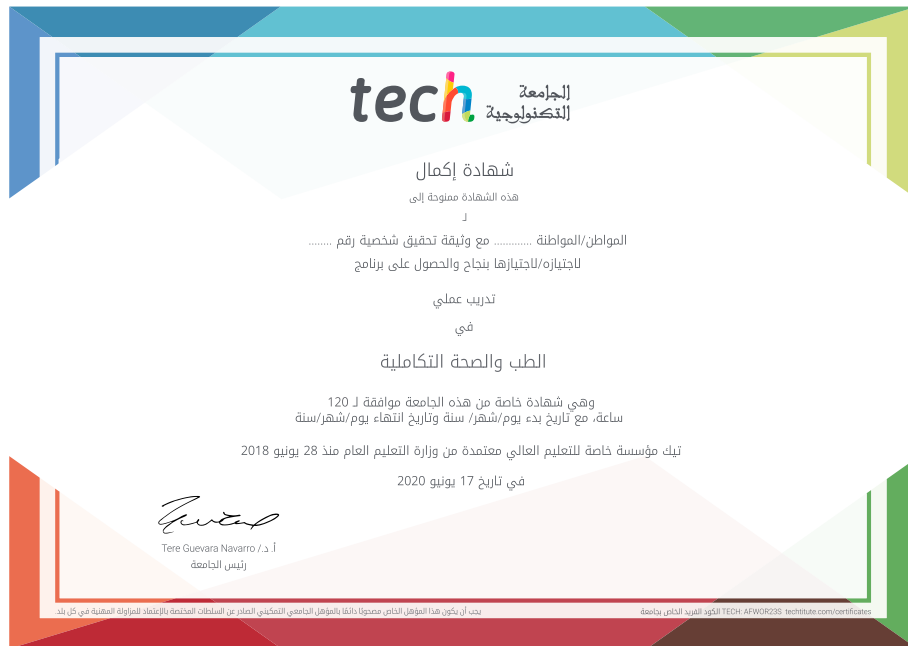 tech الجامعة
التكنولوجية
شهادة إكمال
هذه الشهادة ممنوحة إلى
لـ
المواطن/المواطنة ............ مع وثيقة تحقيق شخصية رقم ........
لاجتيازه/لاجتيازها بنجاح والحصول على برنامج
تدريب عملي
في
الطب والصحة التكاملية
وهي شهادة خاصة من هذه الجامعة موافقة لـ 120
ساعة، مع تاريخ بدء يوم/شهر/ سنة وتاريخ انتهاء يوم/شهر/سنة
تيك مؤسسة خاصة للتعليم العالي معتمدة من وزارة التعليم العام منذ 28 يونيو 2018
في تاريخ 17 يونيو 2020
أ. د./ Tere Guevara Navarro
رئيس الجامعة
يجب أن يكون هذا المؤهل الخاص مصحوبًا دائمًا بالمؤهل الجامعي التمكيني الصادر عن السلطات المختصة بالإعتماد للمزاولة المهنية في كل بلد.
الكود الفريد الخاص بجامعة TECH: AFWOR23S techtitute.com/certificates